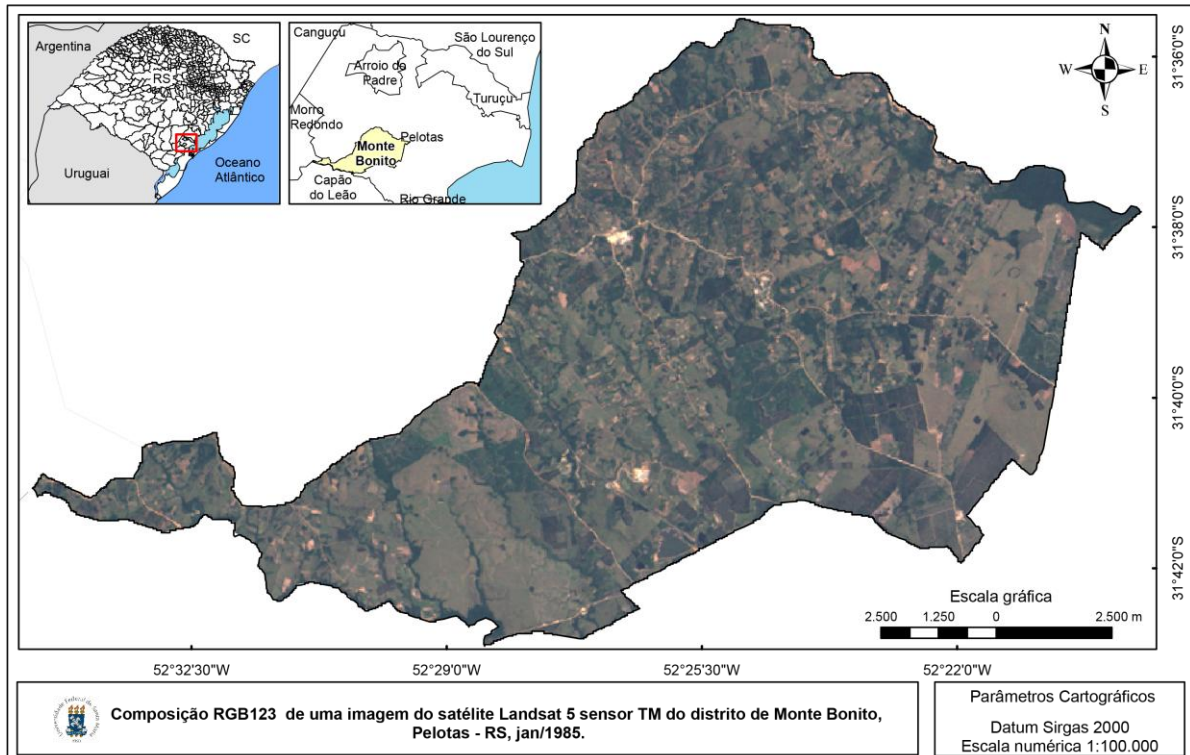 Argentina
SC
RS
Uruguai
Oceano
Atlântico
Canguçu
São Lourenço
do Sul
Arroio do
Padre
Turuçu
Morro
Redondo
Pelotas
Monte
Bonito
Capão
do Leão
Rio Grande
N
W E
S
31°36'0"S
31°38'0"S
31°40'0"S
31°42'0"S
Escala gráfica
2.500 1.250 0 2.500 m
52°32'30"W 52°29'0"W 52°25'30"W 52°22'0"W
Composição RGB123 de uma imagem do satélite Landsat 5 sensor TM do distrito de Monte Bonito,
Pelotas - RS, jan/1985.
Parâmetros Cartográficos
Datum Sirgas 2000
Escala numérica 1:100.000